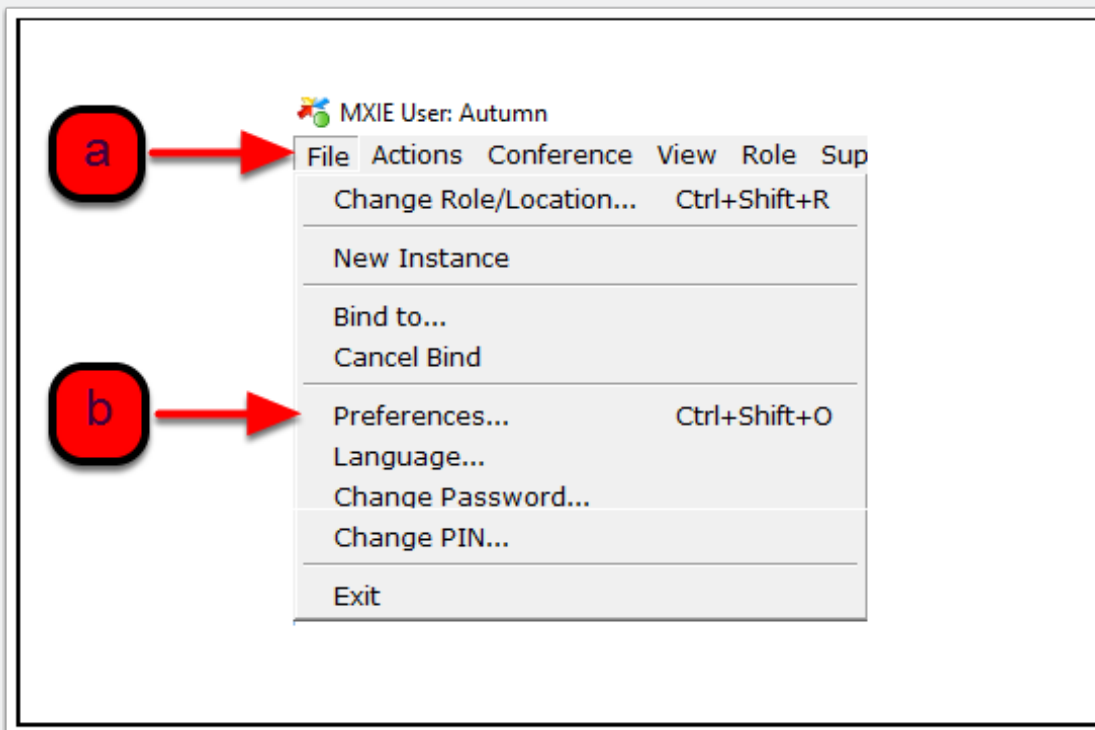 MXIE User: Autumn
a
File Actions Conference View Role Sup
Change Role/Location... Ctrl+Shift+R
New Instance
Bind to...
Cancel Bind
b
Preferences... Ctrl+Shift+O
Language...
Change Password...
Change PIN...
Exit